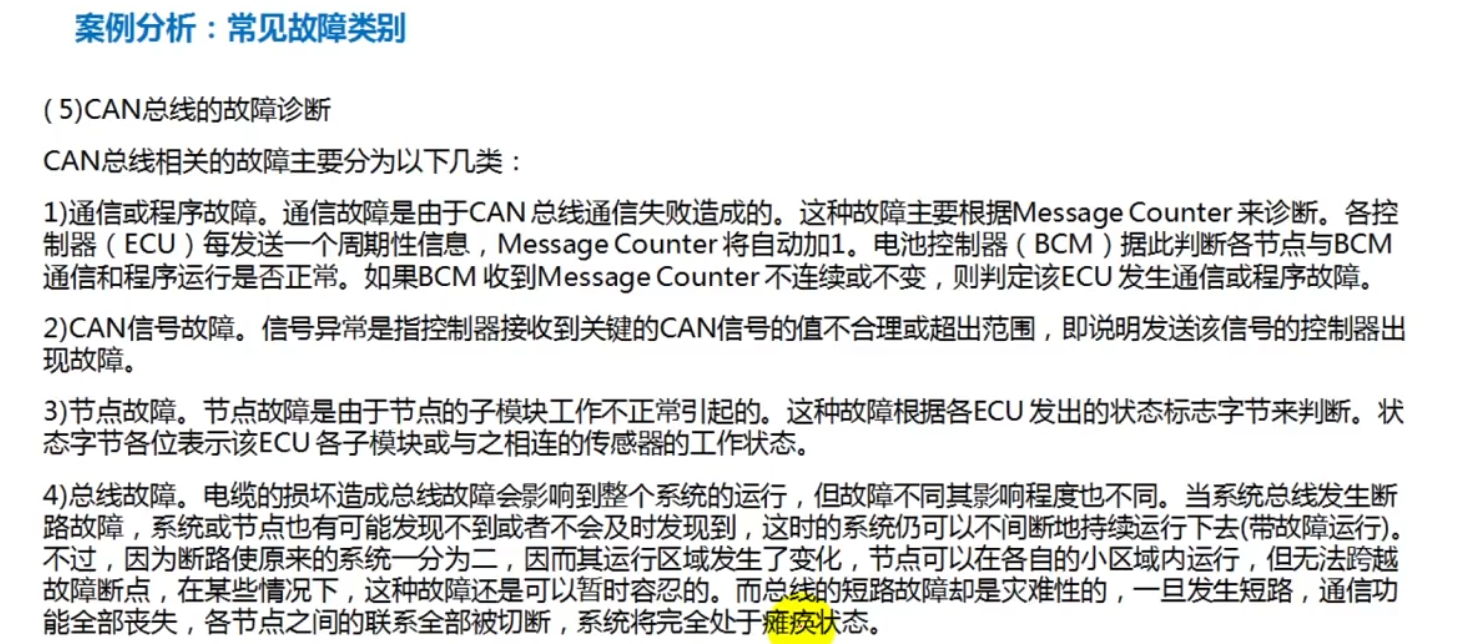 案例分析：常见故障类别
( 5)CAN总线的故障诊断
CAN总线相关的故障主要分为以下几类：
1)通信或程序故障。通信故障是由于CAN 总线通信失败造成的。这种故障主要根据Message Counter 来诊断。各控
制器（ECU）每发送一个周期性信息，Message Counter 将自动加1。电池控制器（BCM）据此判断各节点与BCM
通信和程序运行是否正常。如果BCM 收到Message Counter 不连续或不变，则判定该ECU 发生通信或程序故障。
2)CAN信号故障。信号异常是指控制器接收到关键的CAN信号的值不合理或超出范围，即说明发送该信号的控制器出
现故障。
3)节点故障。节点故障是由于节点的子模块工作不正常引起的。这种故障根据各ECU 发出的状态标志字节来判断。状
态字节各位表示该ECU 各子模块或与之相连的传感器的工作状态。
4)总线故障。电缆的损坏造成总线故障会影响到整个系统的运行，但故障不同其影响程度也不同。当系统总线发生断
路故障，系统或节点也有可能发现不到或者不会及时发现到，这时的系统仍可以不间断地持续运行下去(带故障运行)。
不过，因为断路使原来的系统一分为二，因而其运行区域发生了变化，节点可以在各自的小区域内运行，但无法跨越
故障断点，在某些情况下，这种故障还是可以暂时容忍的。而总线的短路故障却是灾难性的，一旦发生短路，通信功
能全部丧失，各节点之间的联系全部被切断，系统将完全处于瘫痪状态。